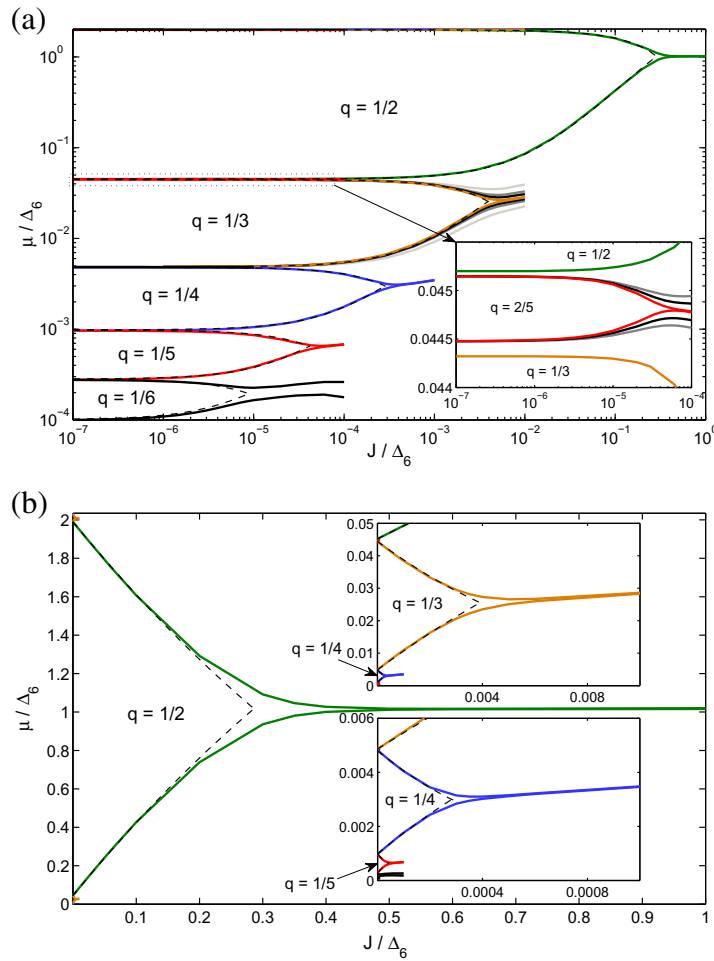 (a)
10^0
10^-1
10^-2
10^-3
10^-4
μ / Δ_6
q = 1/2
q = 1/3
q = 1/4
q = 1/5
q = 1/6
q = 1/2
0.045
q = 2/5
0.0445
q = 1/3
0.044
10^-7 10^-6 10^-5 10^-4
10^-7 10^-6 10^-5 10^-4 10^-3 10^-2 10^-1 10^0
J / Δ_6
(b)
2
1.8
1.6
1.4
1.2
1
0.8
0.6
0.4
0.2
0
μ / Δ_6
q = 1/2
0.05
0.04
0.03
0.02
0.01
0
q = 1/3
q = 1/4
0.004 0.008
0.006
0.004
0.002
0
q = 1/4
q = 1/5
0.0004 0.0008
0.1 0.2 0.3 0.4 0.5 0.6 0.7 0.8 0.9 1
J / Δ_6